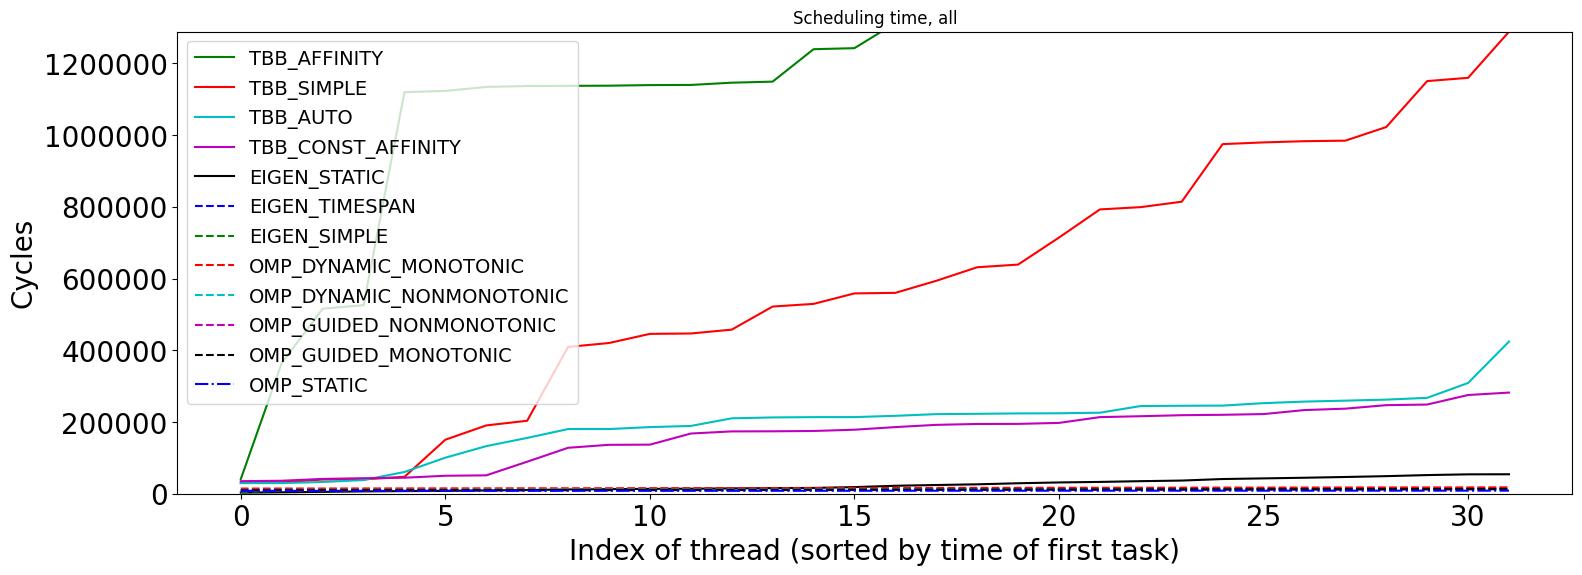 Scheduling time, all
Cycles
1200000
1000000
800000
600000
400000
200000
0
TBB_AFFINITY
TBB_SIMPLE
TBB_AUTO
TBB_CONST_AFFINITY
EIGEN_STATIC
EIGEN_TIMESPAN
EIGEN_SIMPLE
OMP_DYNAMIC_MONOTONIC
OMP_DYNAMIC_NONMONOTONIC
OMP_GUIDED_NONMONOTONIC
OMP_GUIDED_MONOTONIC
OMP_STATIC
0 5 10 15 20 25 30
Index of thread (sorted by time of first task)